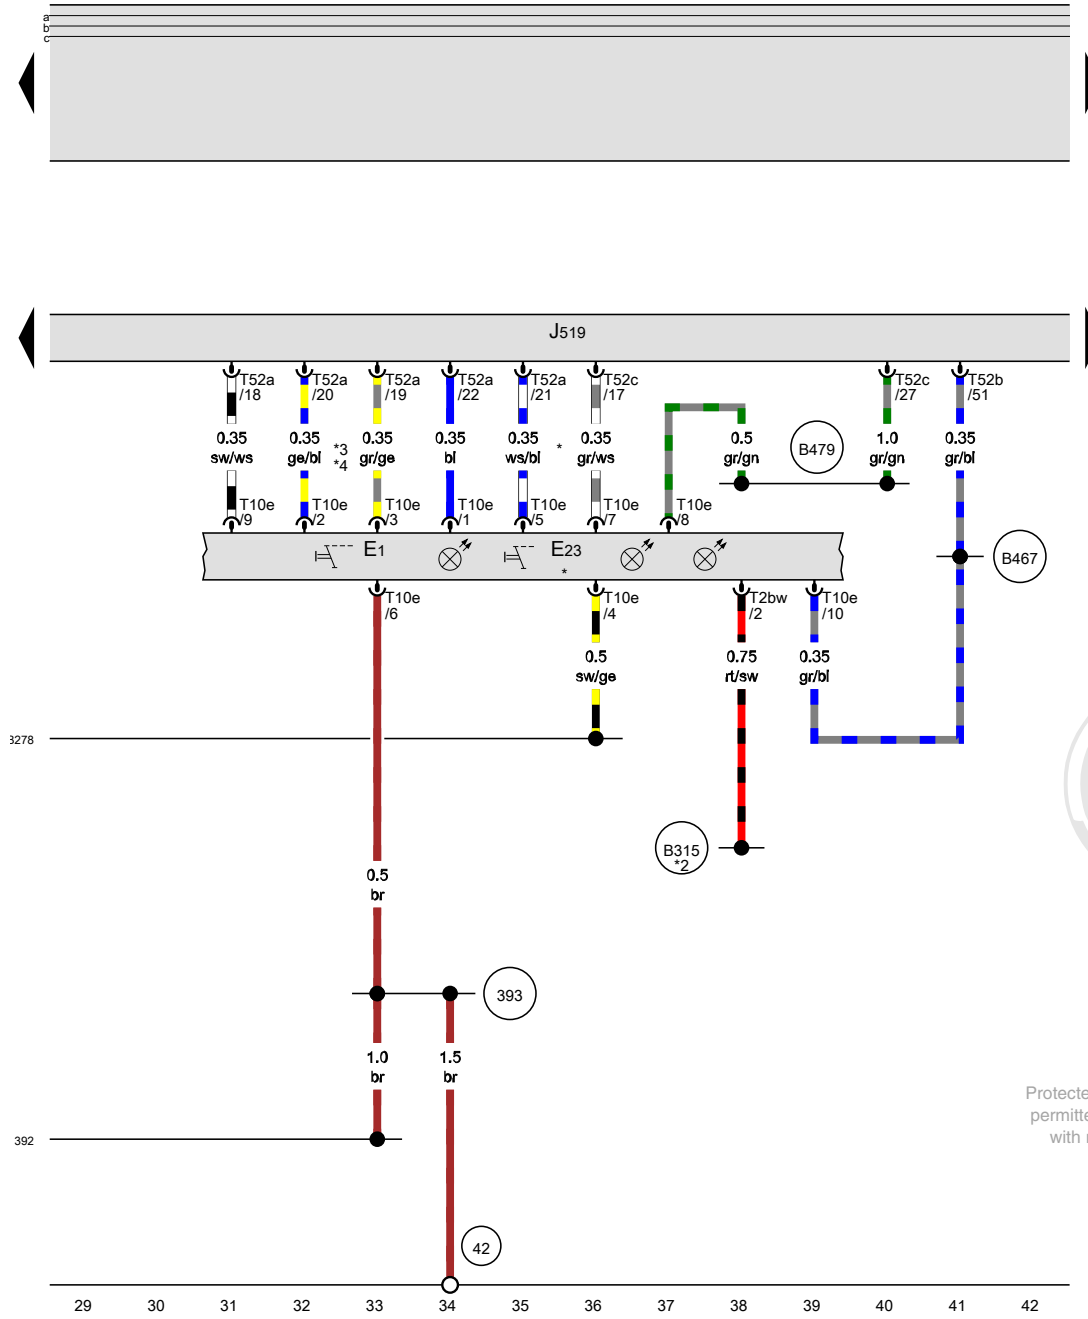 a
b
c
J519
T52a
/18
T52a
/20
T52a
/19
T52a
/22
T52a
/21
T52c
/17
T52c
/27
T52b
/51
0.35
sw/ws
0.35
ge/bl
*3
*4
0.35
gr/ge
0.35
bl
0.35
ws/bl
*
0.35
gr/ws
0.5
gr/gn
B479
1.0
gr/gn
0.35
gr/bl
T10e
/9
T10e
/2
T10e
/3
T10e
/1
T10e
/5
T10e
/7
T10e
/8
E1
E23
*
B467
T10e
/6
T10e
/4
T2bw
/2
T10e
/10
0.5
sw/ge
0.75
rt/sw
0.35
gr/bl
3278
B315
*2
0.5
br
393
1.0
br
1.5
br
392
42
Protecte
permitte
with
29 30 31 32 33 34 35 36 37 38 39 40 41 42